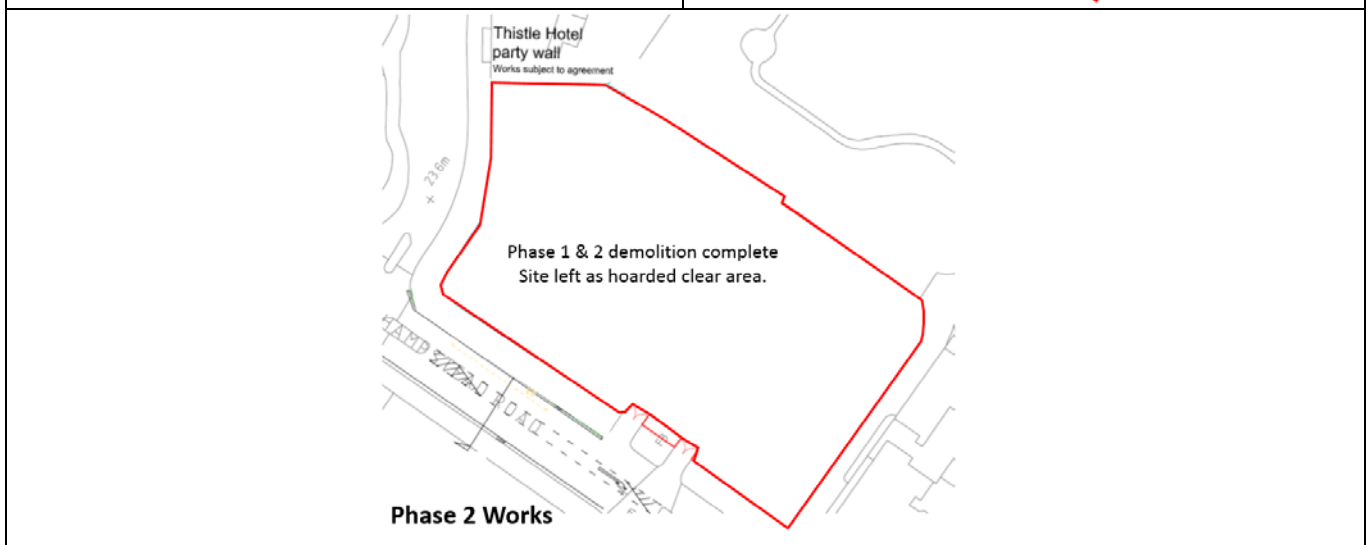 Thistle Hotel
party wall
Works subject to agreement
23.6m
Phase 1 & 2 demolition complete
Site left as hoarded clear area.
ROAD
Phase 2 Works